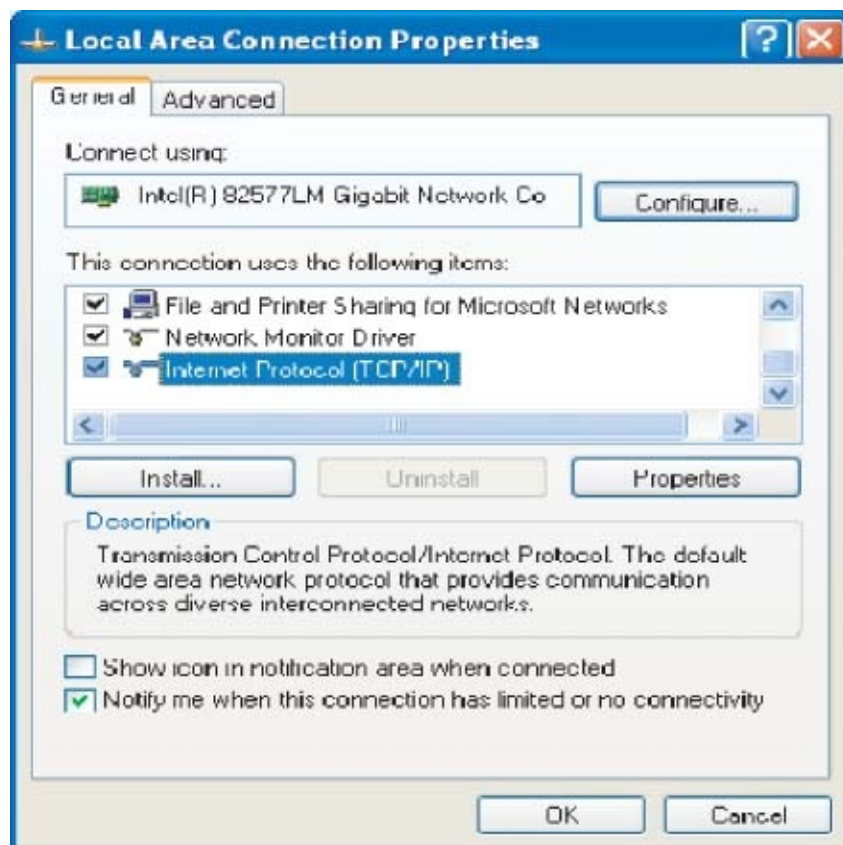 Local Area Connection Properties
General Advanced
Connect using:
Intel(R) 82577LM Gigabit Network Co Configure...
This connection uses the following items:
File and Printer Sharing for Microsoft Networks
Network Monitor Driver
Internet Protocol (TCP/IP)
Install... Uninstall Properties
Description
Transmission Control Protocol/Internet Protocol. The default
wide area network protocol that provides communication
across diverse interconnected networks.
Show icon in notification area when connected
Notify me when this connection has limited or no connectivity
OK Cancel